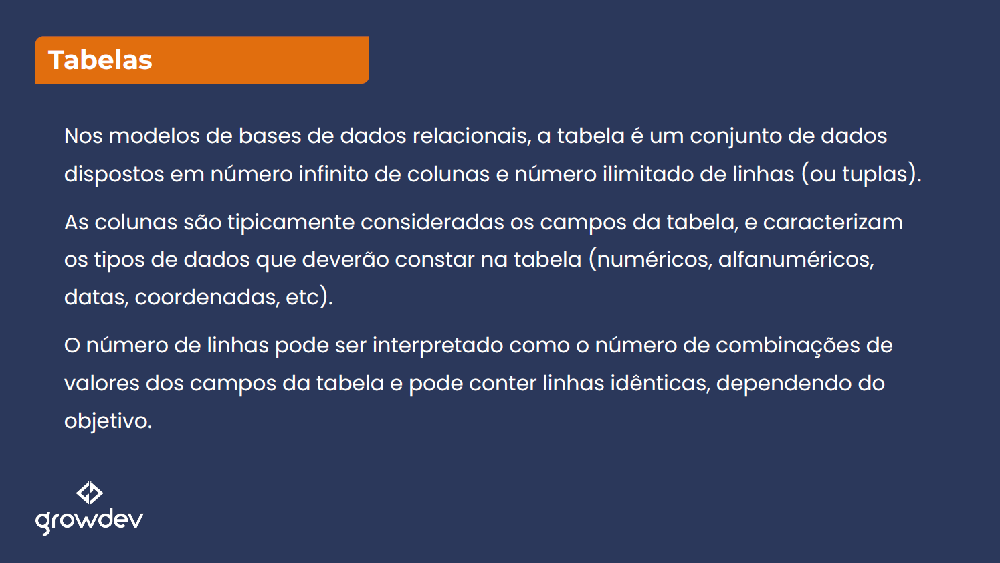 Tabelas
Nos modelos de bases de dados relacionais, a tabela é um conjunto de dados
dispostos em número infinito de colunas e número ilimitado de linhas (ou tuplas).
As colunas são tipicamente consideradas os campos da tabela, e caracterizam
os tipos de dados que deverão constar na tabela (numéricos, alfanuméricos,
datas, coordenadas, etc).
O número de linhas pode ser interpretado como o número de combinações de
valores dos campos da tabela e pode conter linhas idênticas, dependendo do
objetivo.
growdev